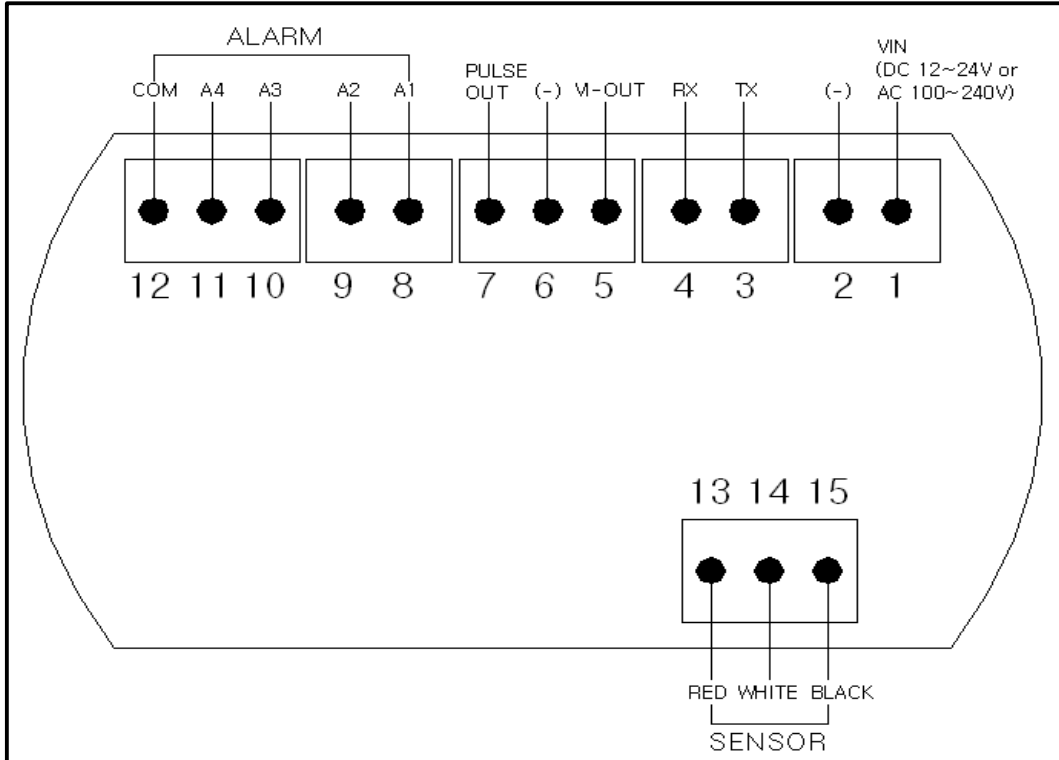 ALARM
COM A4 A3 A2 A1
PULSE
OUT (-) VI-OUT RX TX (-)
VIN
(DC 12~24V or
AC 100~240V)
12 11 10 9 8 7 6 5 4 3 2 1
13 14 15
RED WHITE BLACK
SENSOR